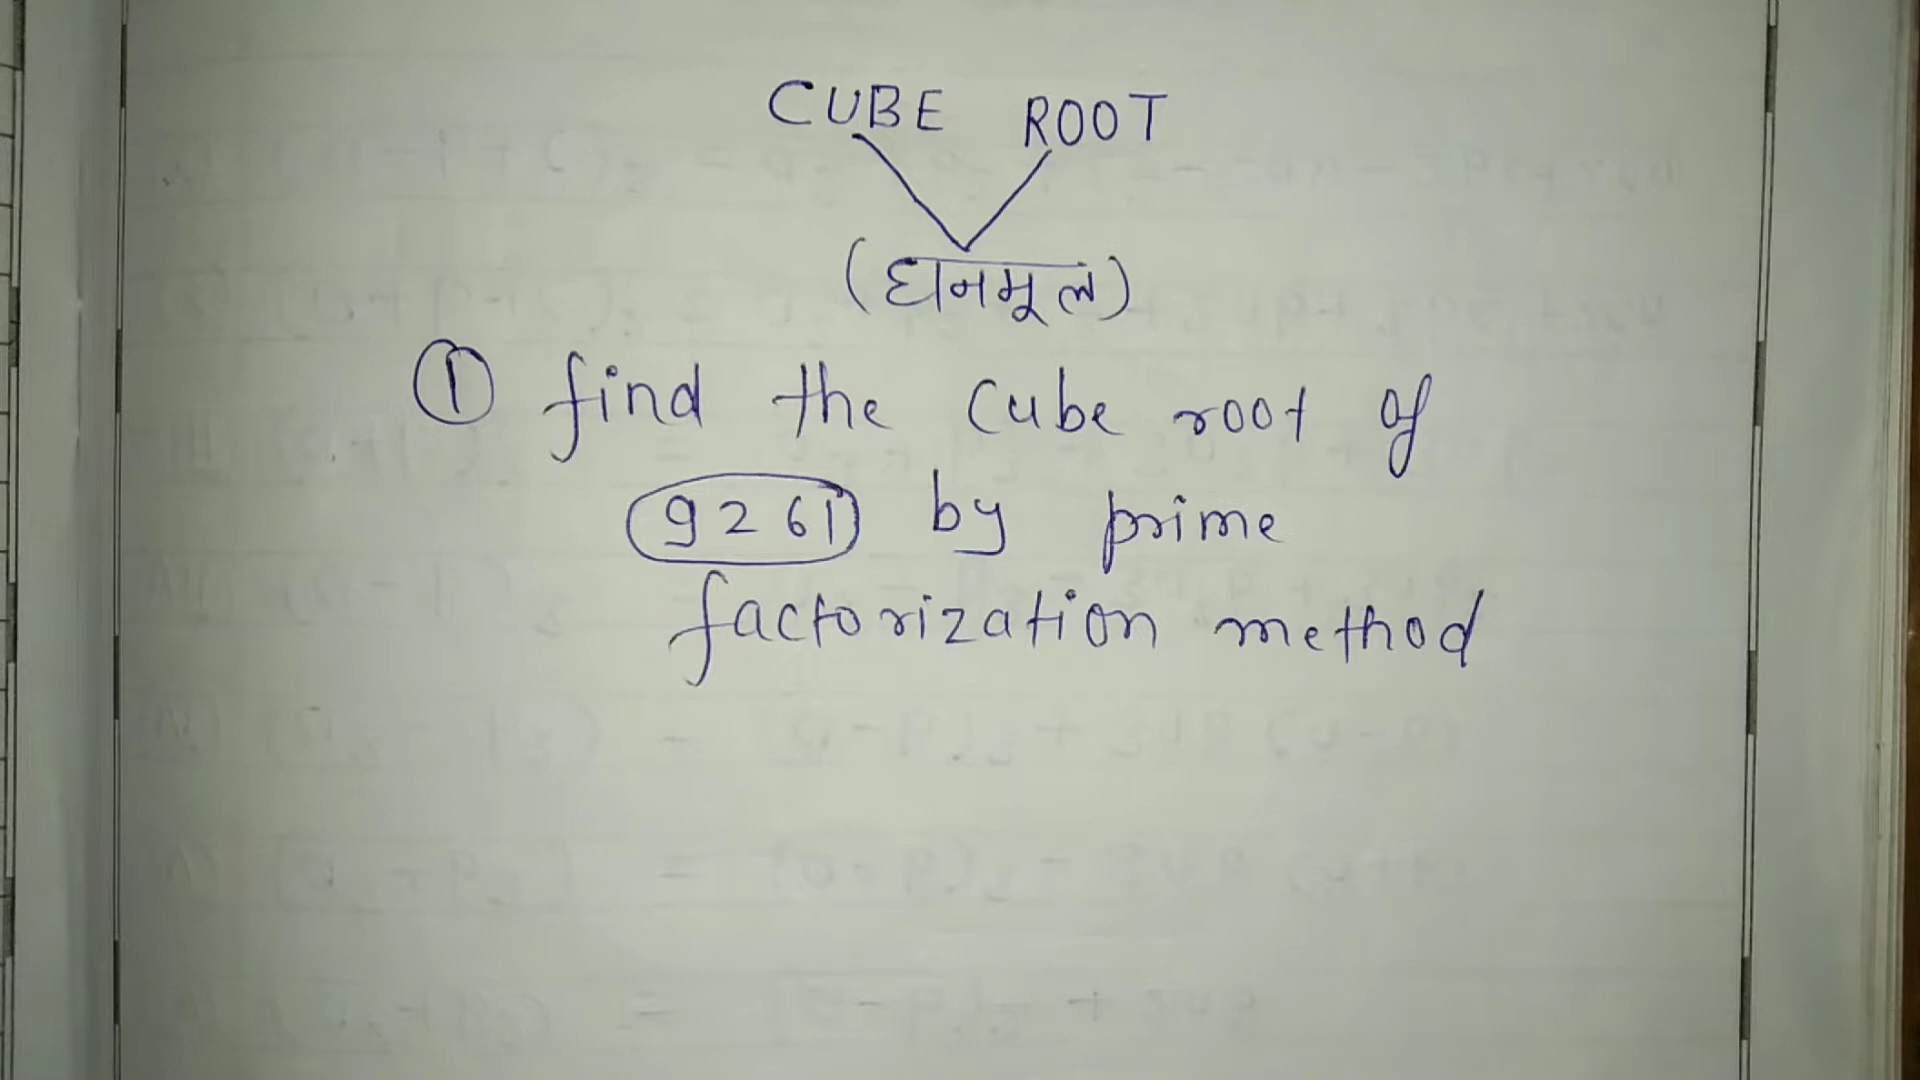 CUBE ROOT
(घनमूल)
① find the cube root of
9261 by prime
factorization method